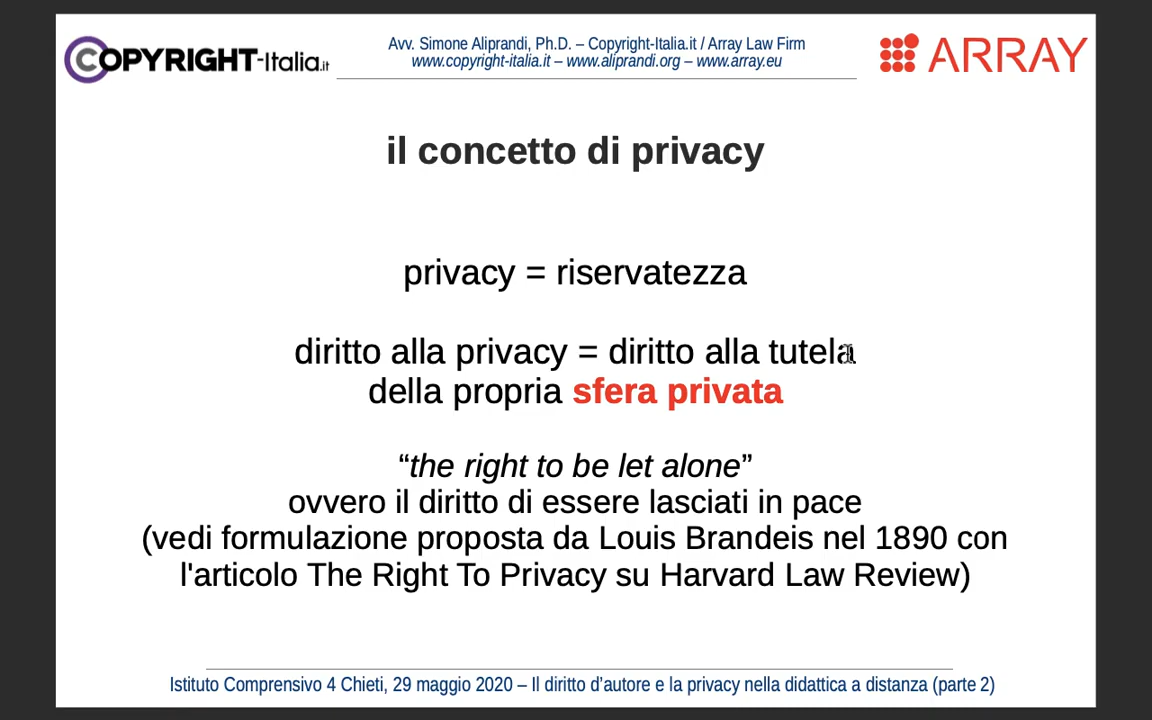 COPYRIGHT-Italia.it
Avv. Simone Aliprandi, Ph.D. – Copyright-Italia.it / Array Law Firm
www.copyright-italia.it – www.aliprandi.org – www.array.eu
ARRAY
il concetto di privacy
privacy = riservatezza
diritto alla privacy = diritto alla tutela
della propria sfera privata
“the right to be let alone”
ovvero il diritto di essere lasciati in pace
(vedi formulazione proposta da Louis Brandeis nel 1890 con
l'articolo The Right To Privacy su Harvard Law Review)
Istituto Comprensivo 4 Chieti, 29 maggio 2020 – Il diritto d’autore e la privacy nella didattica a distanza (parte 2)